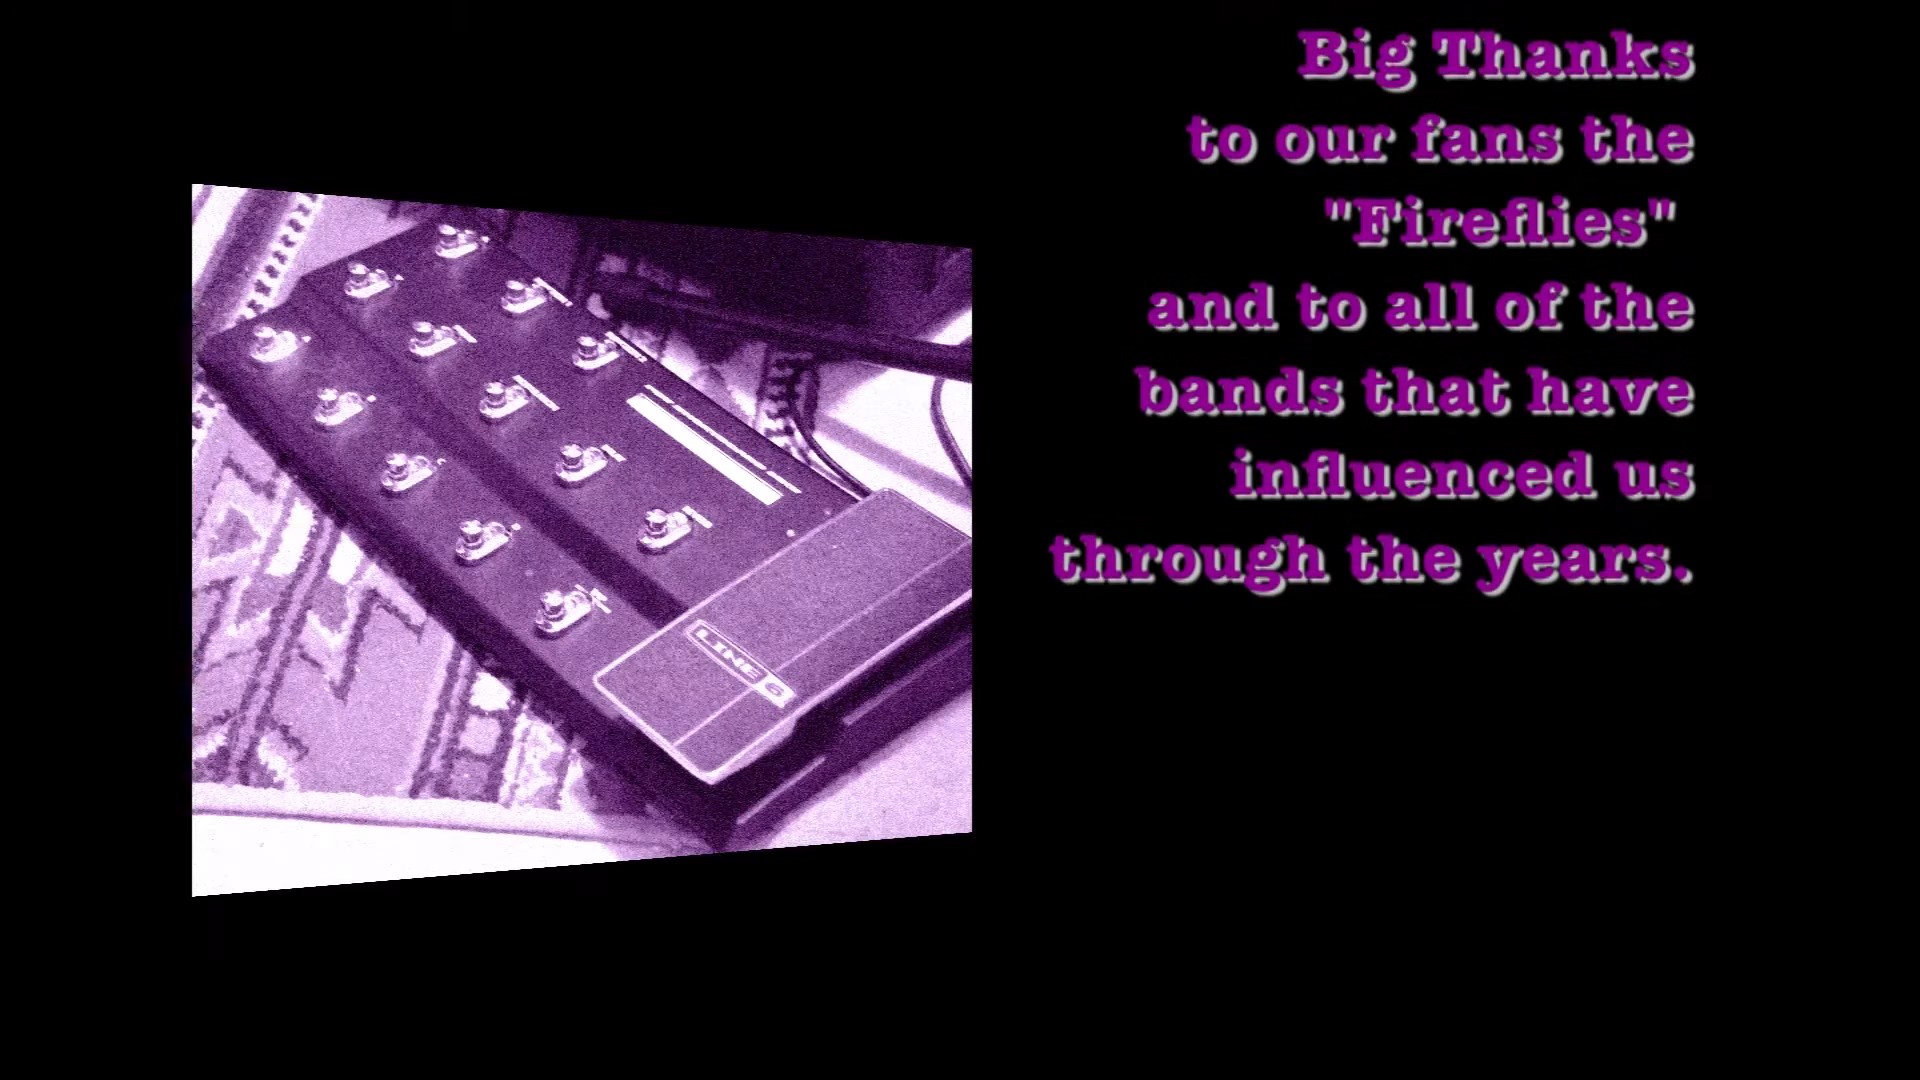 Big Thanks
to our fans the
"Fireflies"
and to all of the
bands that have
influenced us
through the years.
LINE 6